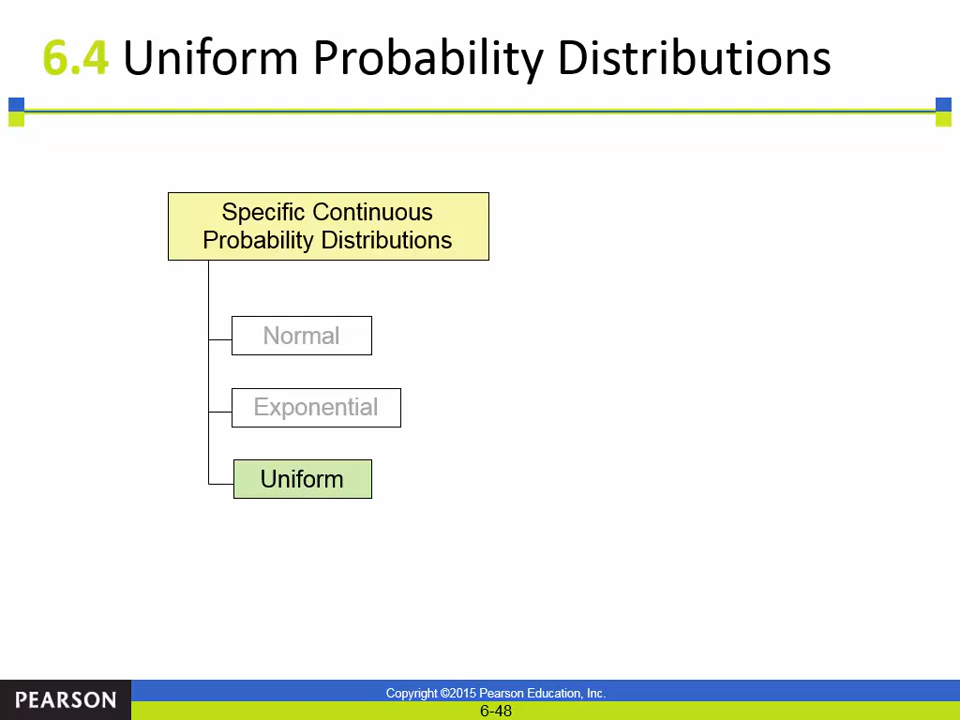 6.4 Uniform Probability Distributions
Specific Continuous
Probability Distributions
Normal
Exponential
Uniform
PEARSON
Copyright ©2015 Pearson Education, Inc.
6-48